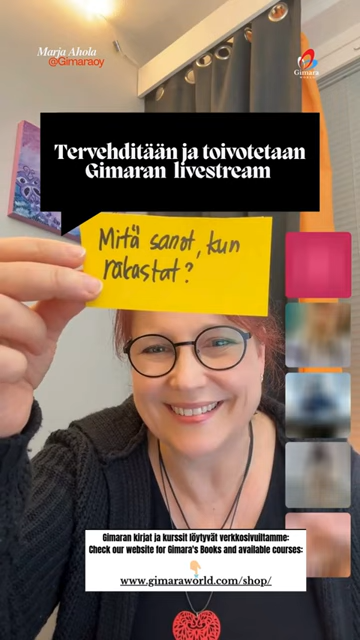 Marja Ahola
@Gimaraoy
Gimara
Tervehditään ja toivotetaan
Gimaran livestream
Mitä sanot, kun
rakastat?
Gimaran kirjat ja kurssit löytyvät verkkosivuiltamme:
Check our website for Gimara's Books and available courses:
www.gimaraworld.com/shop/